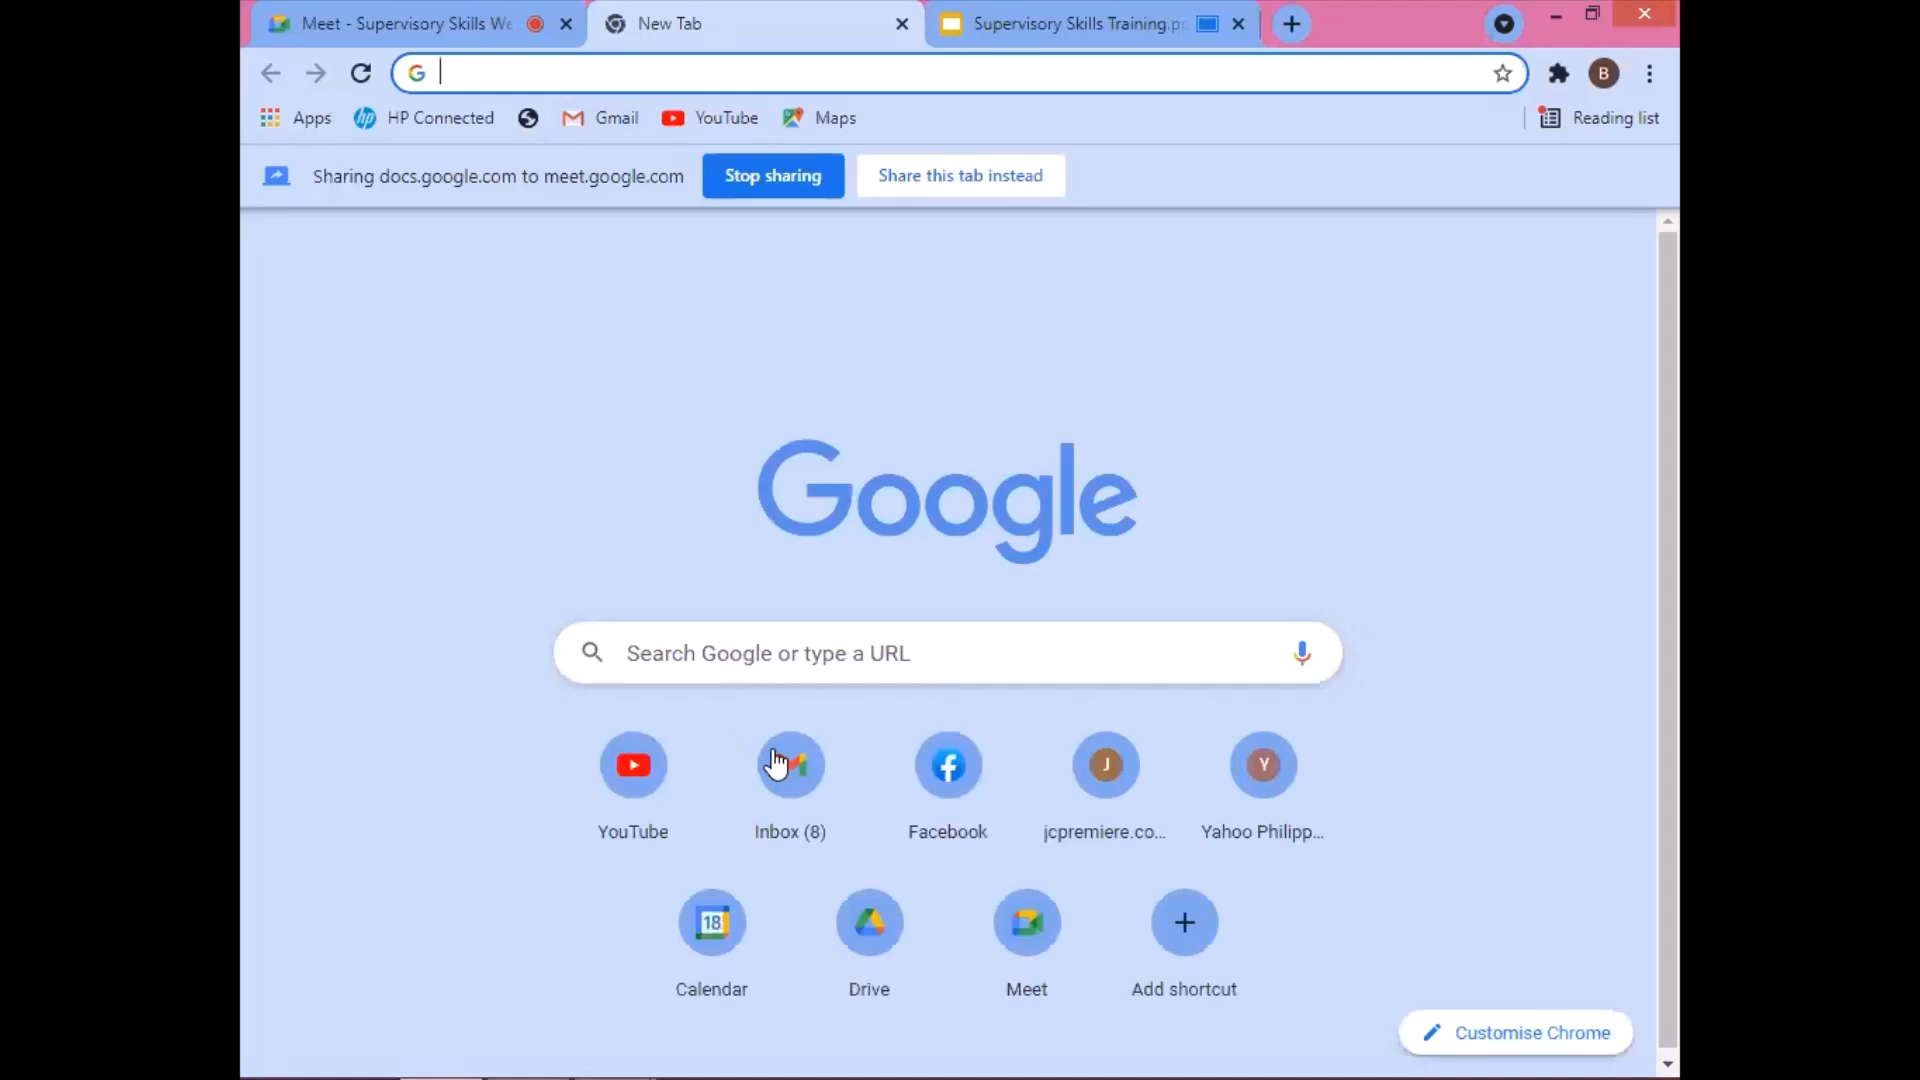 Meet - Supervisory Skills We
New Tab
Supervisory Skills Training.pp
B
Apps
HP Connected
Gmail
YouTube
Maps
Reading list
Sharing docs.google.com to meet.google.com
Stop sharing
Share this tab instead
Google
Search Google or type a URL
J
Y
YouTube
Inbox (8)
Facebook
jcpremiere.co...
Yahoo Philipp...
18
Calendar
Drive
Meet
Add shortcut
Customise Chrome